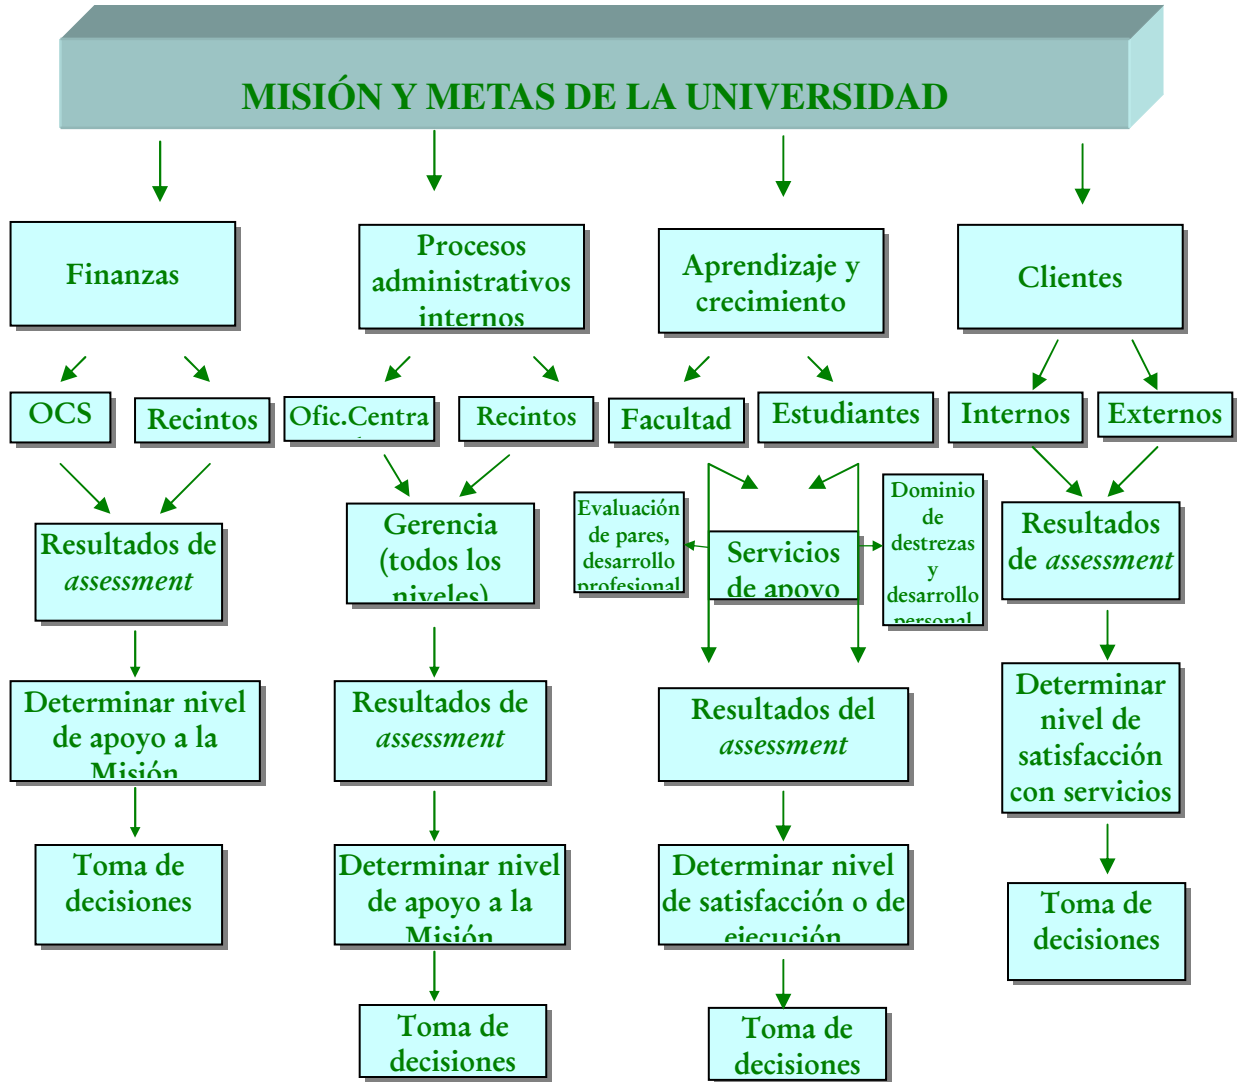 MISIÓN Y METAS DE LA UNIVERSIDAD
Finanzas
Procesos
administrativos
internos
Aprendizaje y
crecimiento
Clientes
OCS
Recintos
Ofic.Centra
Recintos
Facultad
Estudiantes
Internos
Externos
Resultados de
assessment
Gerencia
(todos los
niveles)
Evaluación
de pares,
desarrollo
profesional
Servicios
de apoyo
Dominio
de
destrezas
y
desarrollo
personal
Resultados
de assessment
Determinar nivel
de apoyo a la
Misión
Resultados de
assessment
Resultados del
assessment
Determinar
nivel de
satisfacción
con servicios
Toma de
decisiones
Determinar nivel
de apoyo a la
Misión
Determinar nivel
de satisfacción o de
ejecución
Toma de
decisiones
Toma de
decisiones
Toma de
decisiones